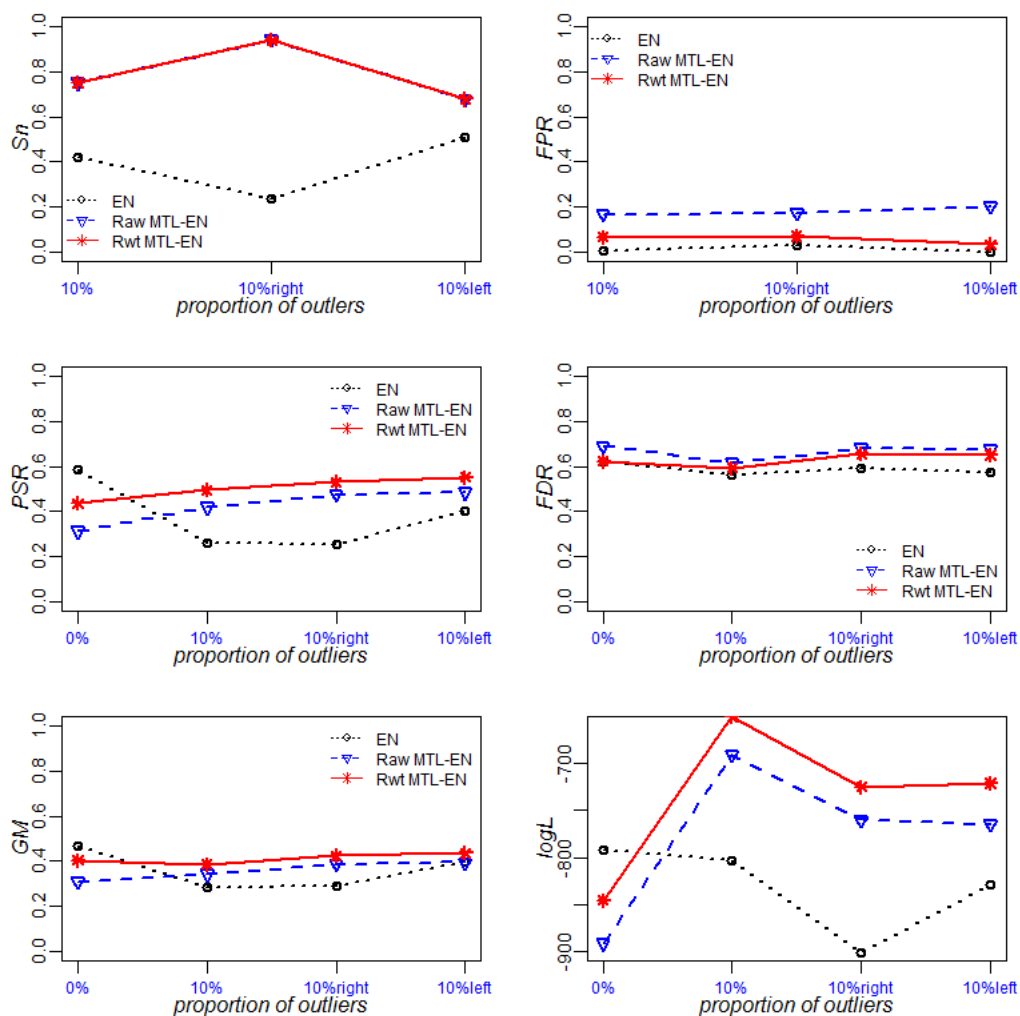 1.0
0.8
0.6
0.4
0.2
0.0
Sn
EN
Raw MTL-EN
Rwt MTL-EN
10%
10%right
10%left
proportion of outliers
1.0
0.8
0.6
0.4
0.2
0.0
FPR
EN
Raw MTL-EN
Rwt MTL-EN
10%
10%right
10%left
proportion of outliers
1.0
0.8
0.6
0.4
0.2
0.0
PSR
EN
Raw MTL-EN
Rwt MTL-EN
0%
10%
10%right
10%left
proportion of outliers
1.0
0.8
0.6
0.4
0.2
0.0
FDR
EN
Raw MTL-EN
Rwt MTL-EN
0%
10%
10%right
10%left
proportion of outliers
1.0
0.8
0.6
0.4
0.2
0.0
GM
EN
Raw MTL-EN
Rwt MTL-EN
0%
10%
10%right
10%left
proportion of outliers
-700
-800
-900
logL
0%
10%
10%right
10%left
proportion of outliers